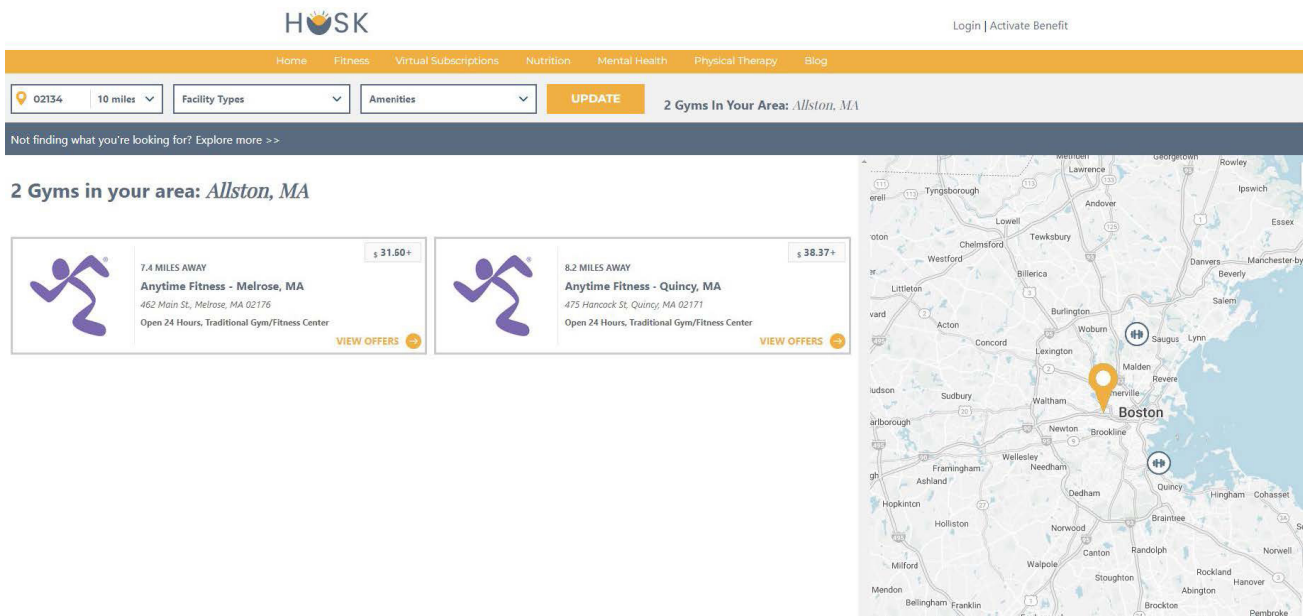 HUSK
Login | Activate Benefit
Home Fitness Virtual Subscriptions Nutrition Mental Health Physical Therapy Blog
02134 10 miles Facility Types Amenities UPDATE 2 Gyms In Your Area: Allston, MA
Not finding what you're looking for? Explore more >>
2 Gyms in your area: Allston, MA
$ 31.60+
7.4 MILES AWAY
Anytime Fitness - Melrose, MA
462 Main St., Melrose, MA 02176
Open 24 Hours, Traditional Gym/Fitness Center
VIEW OFFERS
$ 38.37+
8.2 MILES AWAY
Anytime Fitness - Quincy, MA
475 Hancock St, Quincy, MA 02171
Open 24 Hours, Traditional Gym/Fitness Center
VIEW OFFERS
Methuen Georgetown Rowley
Lawrence
Tyngsborough Ipswich
Andover
Lowell Essex
Chelmsford Tewksbury
Westford Danvers Manchester-by
Billerica Beverly
Littleton Salem
Burlington
Acton Woburn
Concord Saugus Lynn
Lexington
Malden
Revere
Sudbury Waltham merville
Boston
arlborough Newton Brookline
Wellesley
Framingham Needham
Ashland
Dedham Quincy Hingham Cohasset
Hopkinton
Holliston Norwood Braintree
Canton Randolph Norwell
Milford Walpole
Stoughton Rockland
Mendon Abington Hanover
Bellingham Franklin Brockton
Pembroke